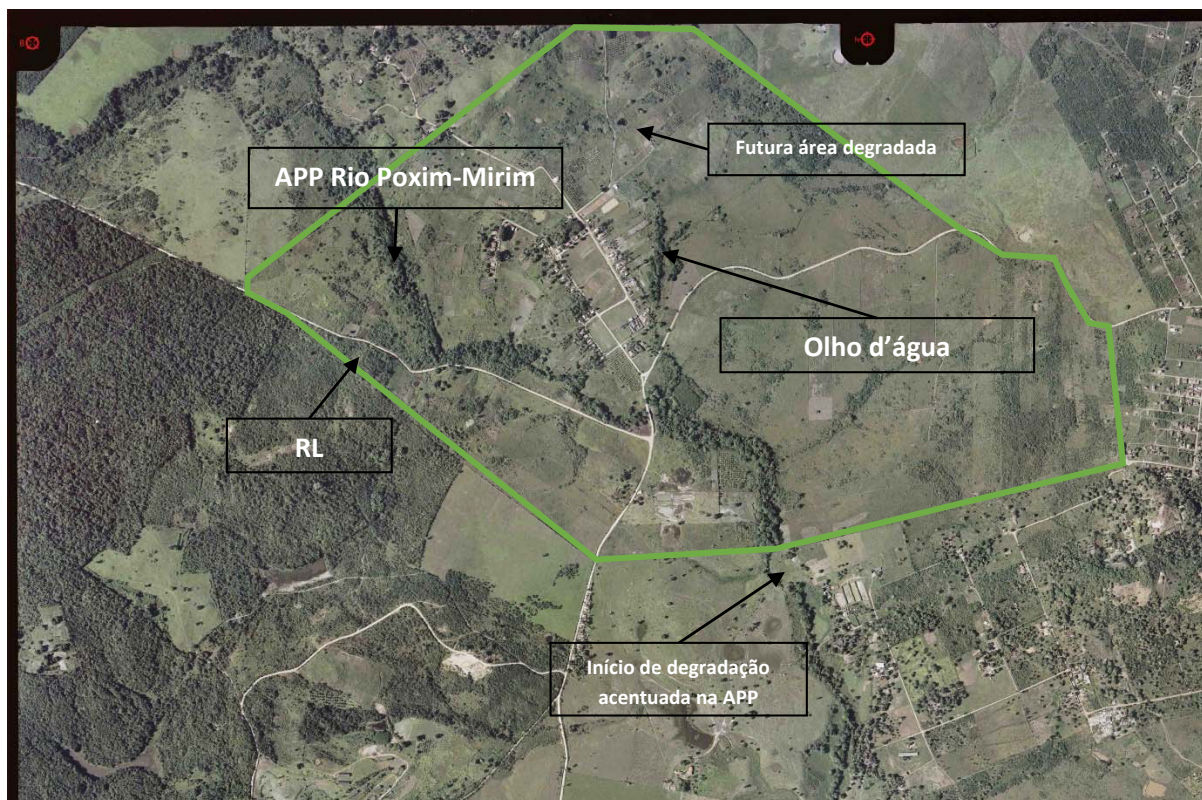 Futura área degradada
APP Rio Poxim-Mirim
Olho d’água
RL
Início de degradação
acentuada na APP